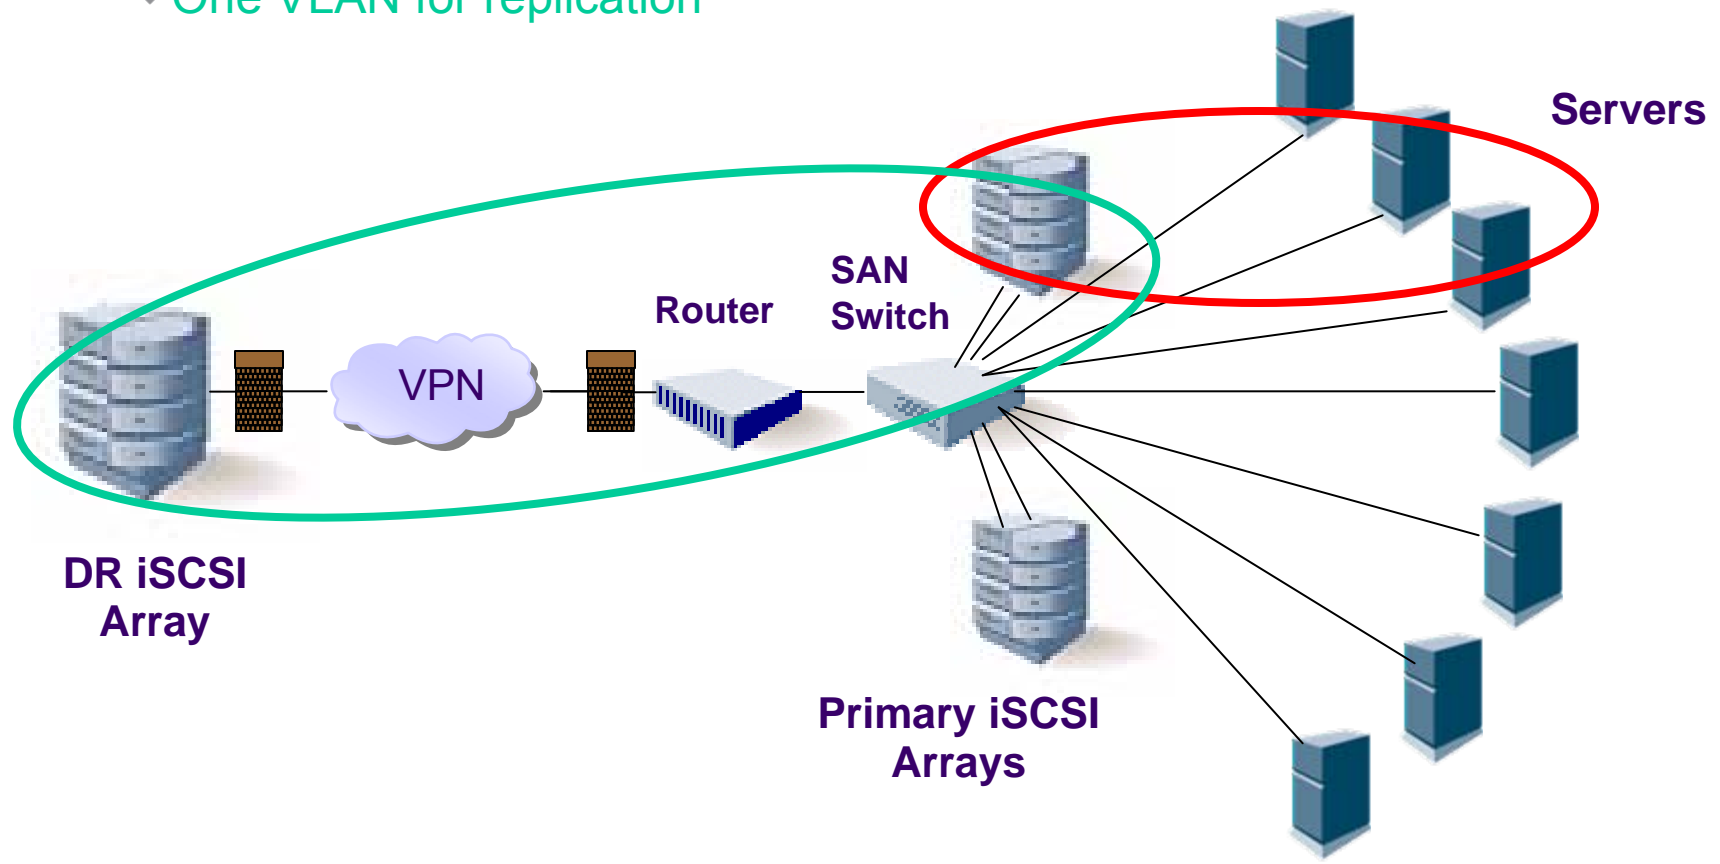 One VLAN for replication
Servers
SAN
Switch
Router
VPN
DR iSCSI
Array
Primary iSCSI
Arrays